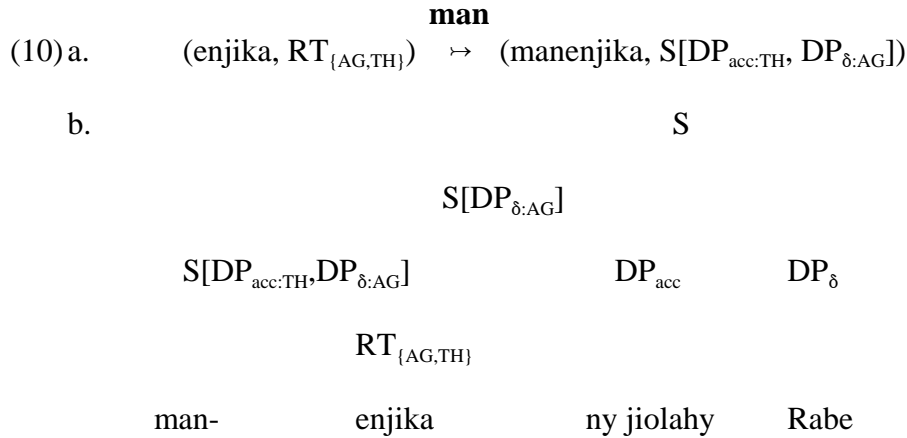 man
(10) a. (enjika, RT{AG,TH}) ↣ (manenjika, S[DPacc:TH, DPδ:AG])
b. S
S[DPδ:AG]
S[DPacc:TH,DPδ:AG] DPacc DPδ
RT{AG,TH}
man- enjika ny jiolahy Rabe